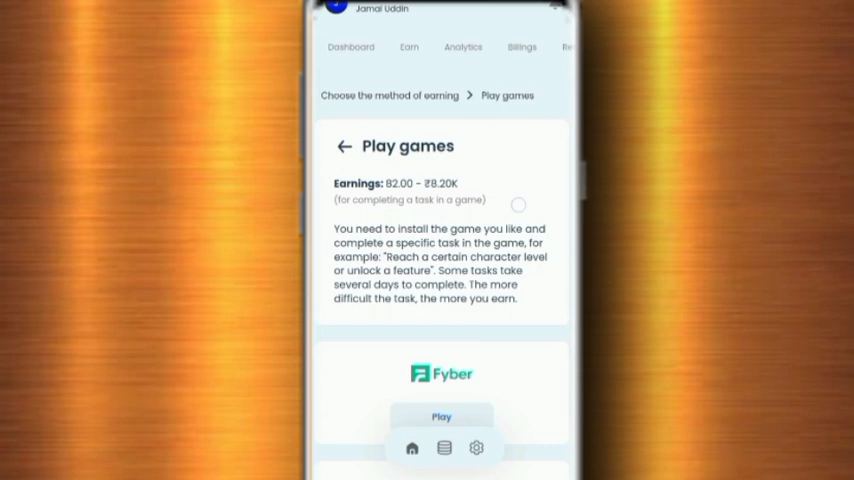 Jamal Uddin
Dashboard Earn Analytics Billings Re
Choose the method of earning > Play games
← Play games
Earnings: 82.00 - ₹8.20K
(for completing a task in a game)
You need to install the game you like and
complete a specific task in the game, for
example: "Reach a certain character level
or unlock a feature". Some tasks take
several days to complete. The more
difficult the task, the more you earn.
Fyber
Play